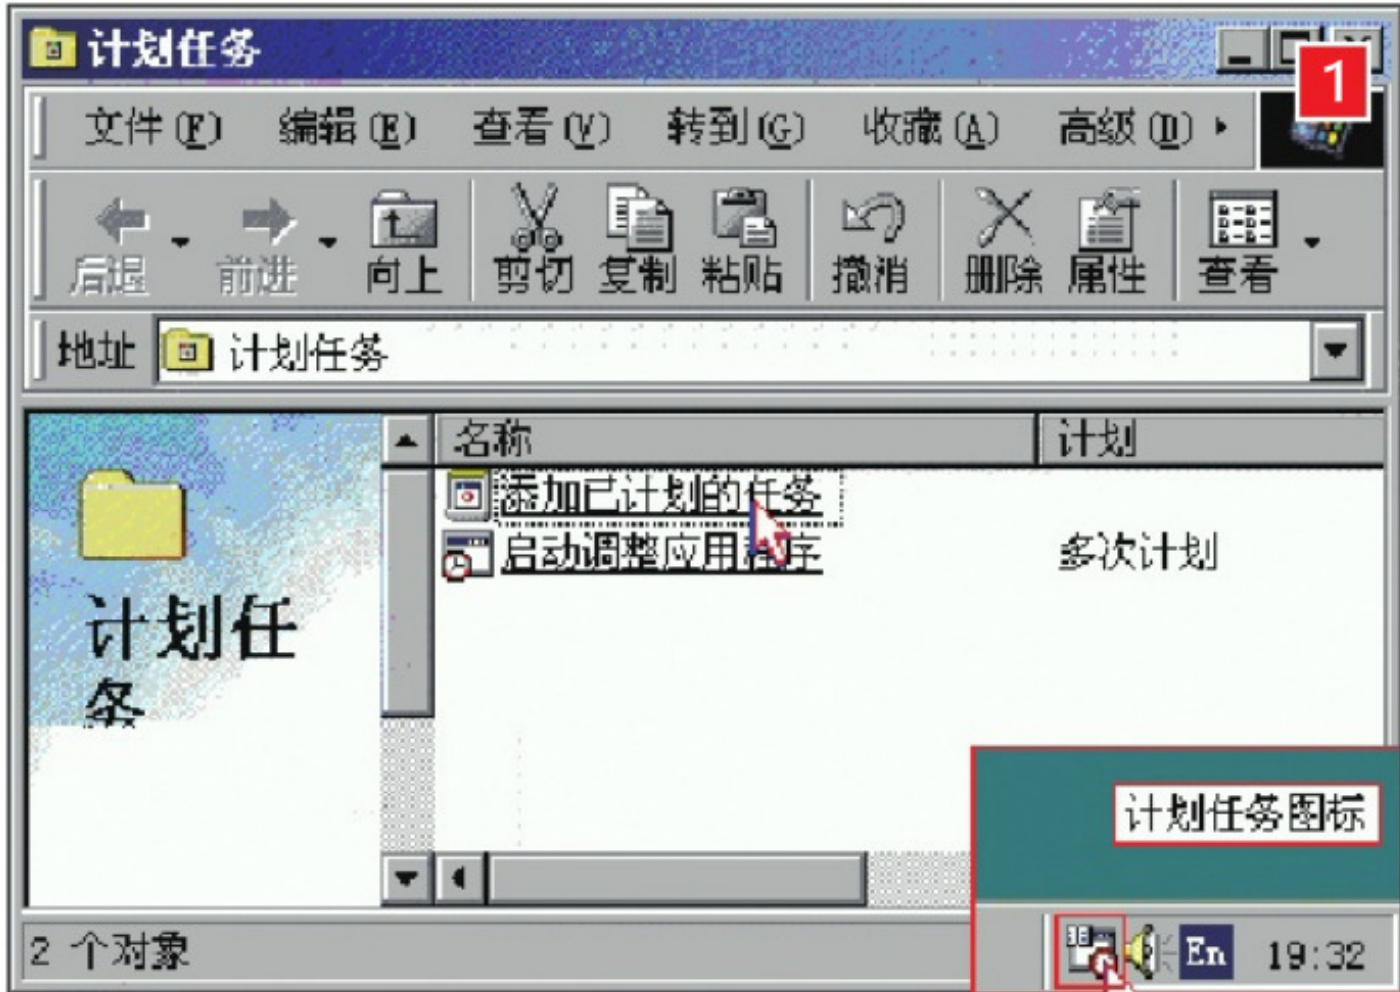 计划任务
1
文件(F) 编辑(E) 查看(V) 转到(G) 收藏(A) 高级(D)
后退 前进 向上 剪切 复制 粘贴 撤消 删除 属性 查看
地址 计划任务
名称 计划
添加已计划的任务
启动调整应用程序 多次计划
计划任
务
计划任务图标
2 个对象
En 19:32